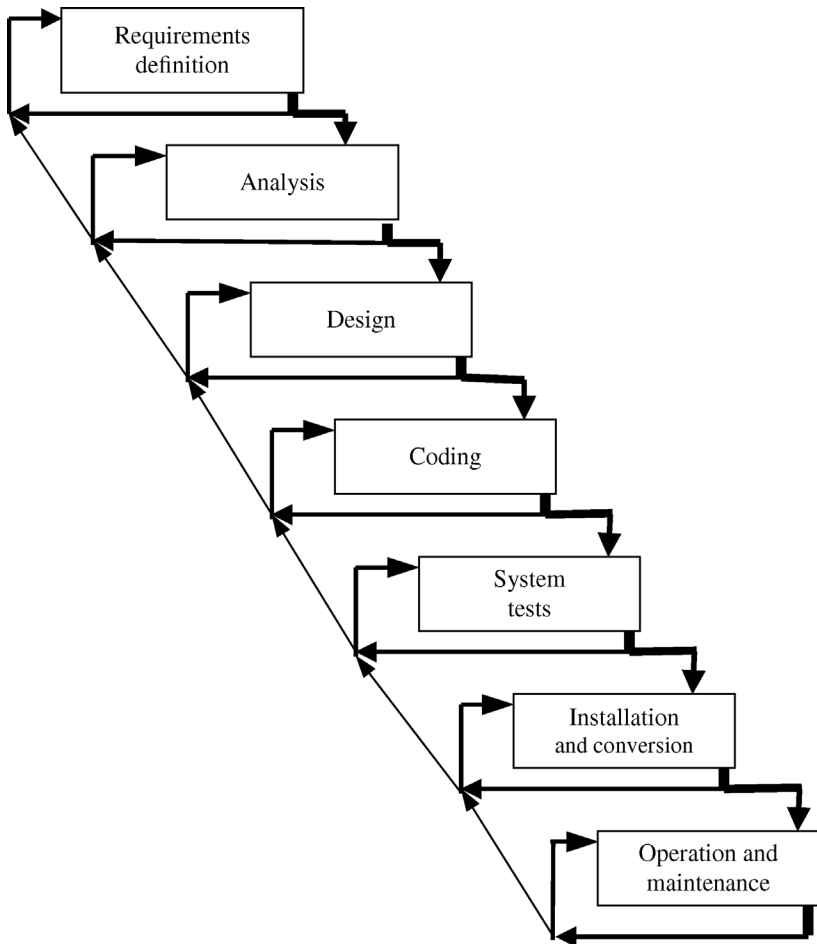 Requirements
definition
Analysis
Design
Coding
System
tests
Installation
and conversion
Operation and
maintenance